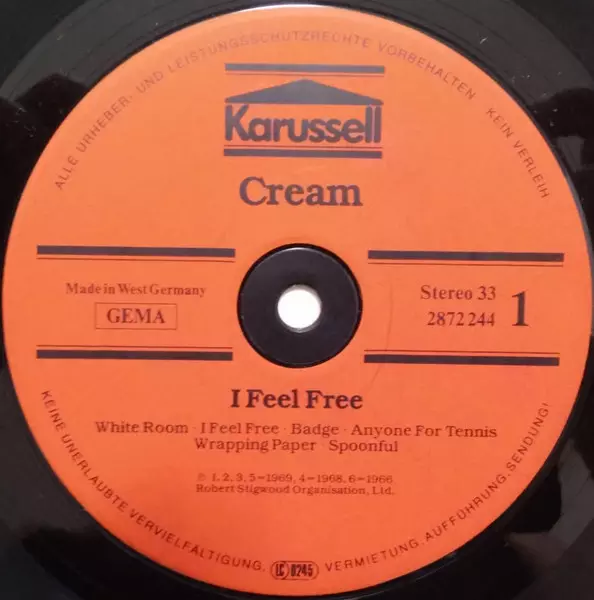 ALLE URHEBER- UND LEISTUNGSSCHUTZRECHTE VORBEHALTEN KEIN VERLEIH
Karussell
Cream
Made in West Germany
GEMA
Stereo 33
2872 244
1
I Feel Free
White Room · I Feel Free · Badge · Anyone For Tennis
Wrapping Paper · Spoonful
℗ 1, 2, 3, 5–1969, 4–1968, 6–1966
Robert Stigwood Organisation, Ltd.
KEINE UNERLAUBTE VERVIELFÄLTIGUNG, VERMIETUNG, AUFFÜHRUNG, SENDUNG!
LC 0245